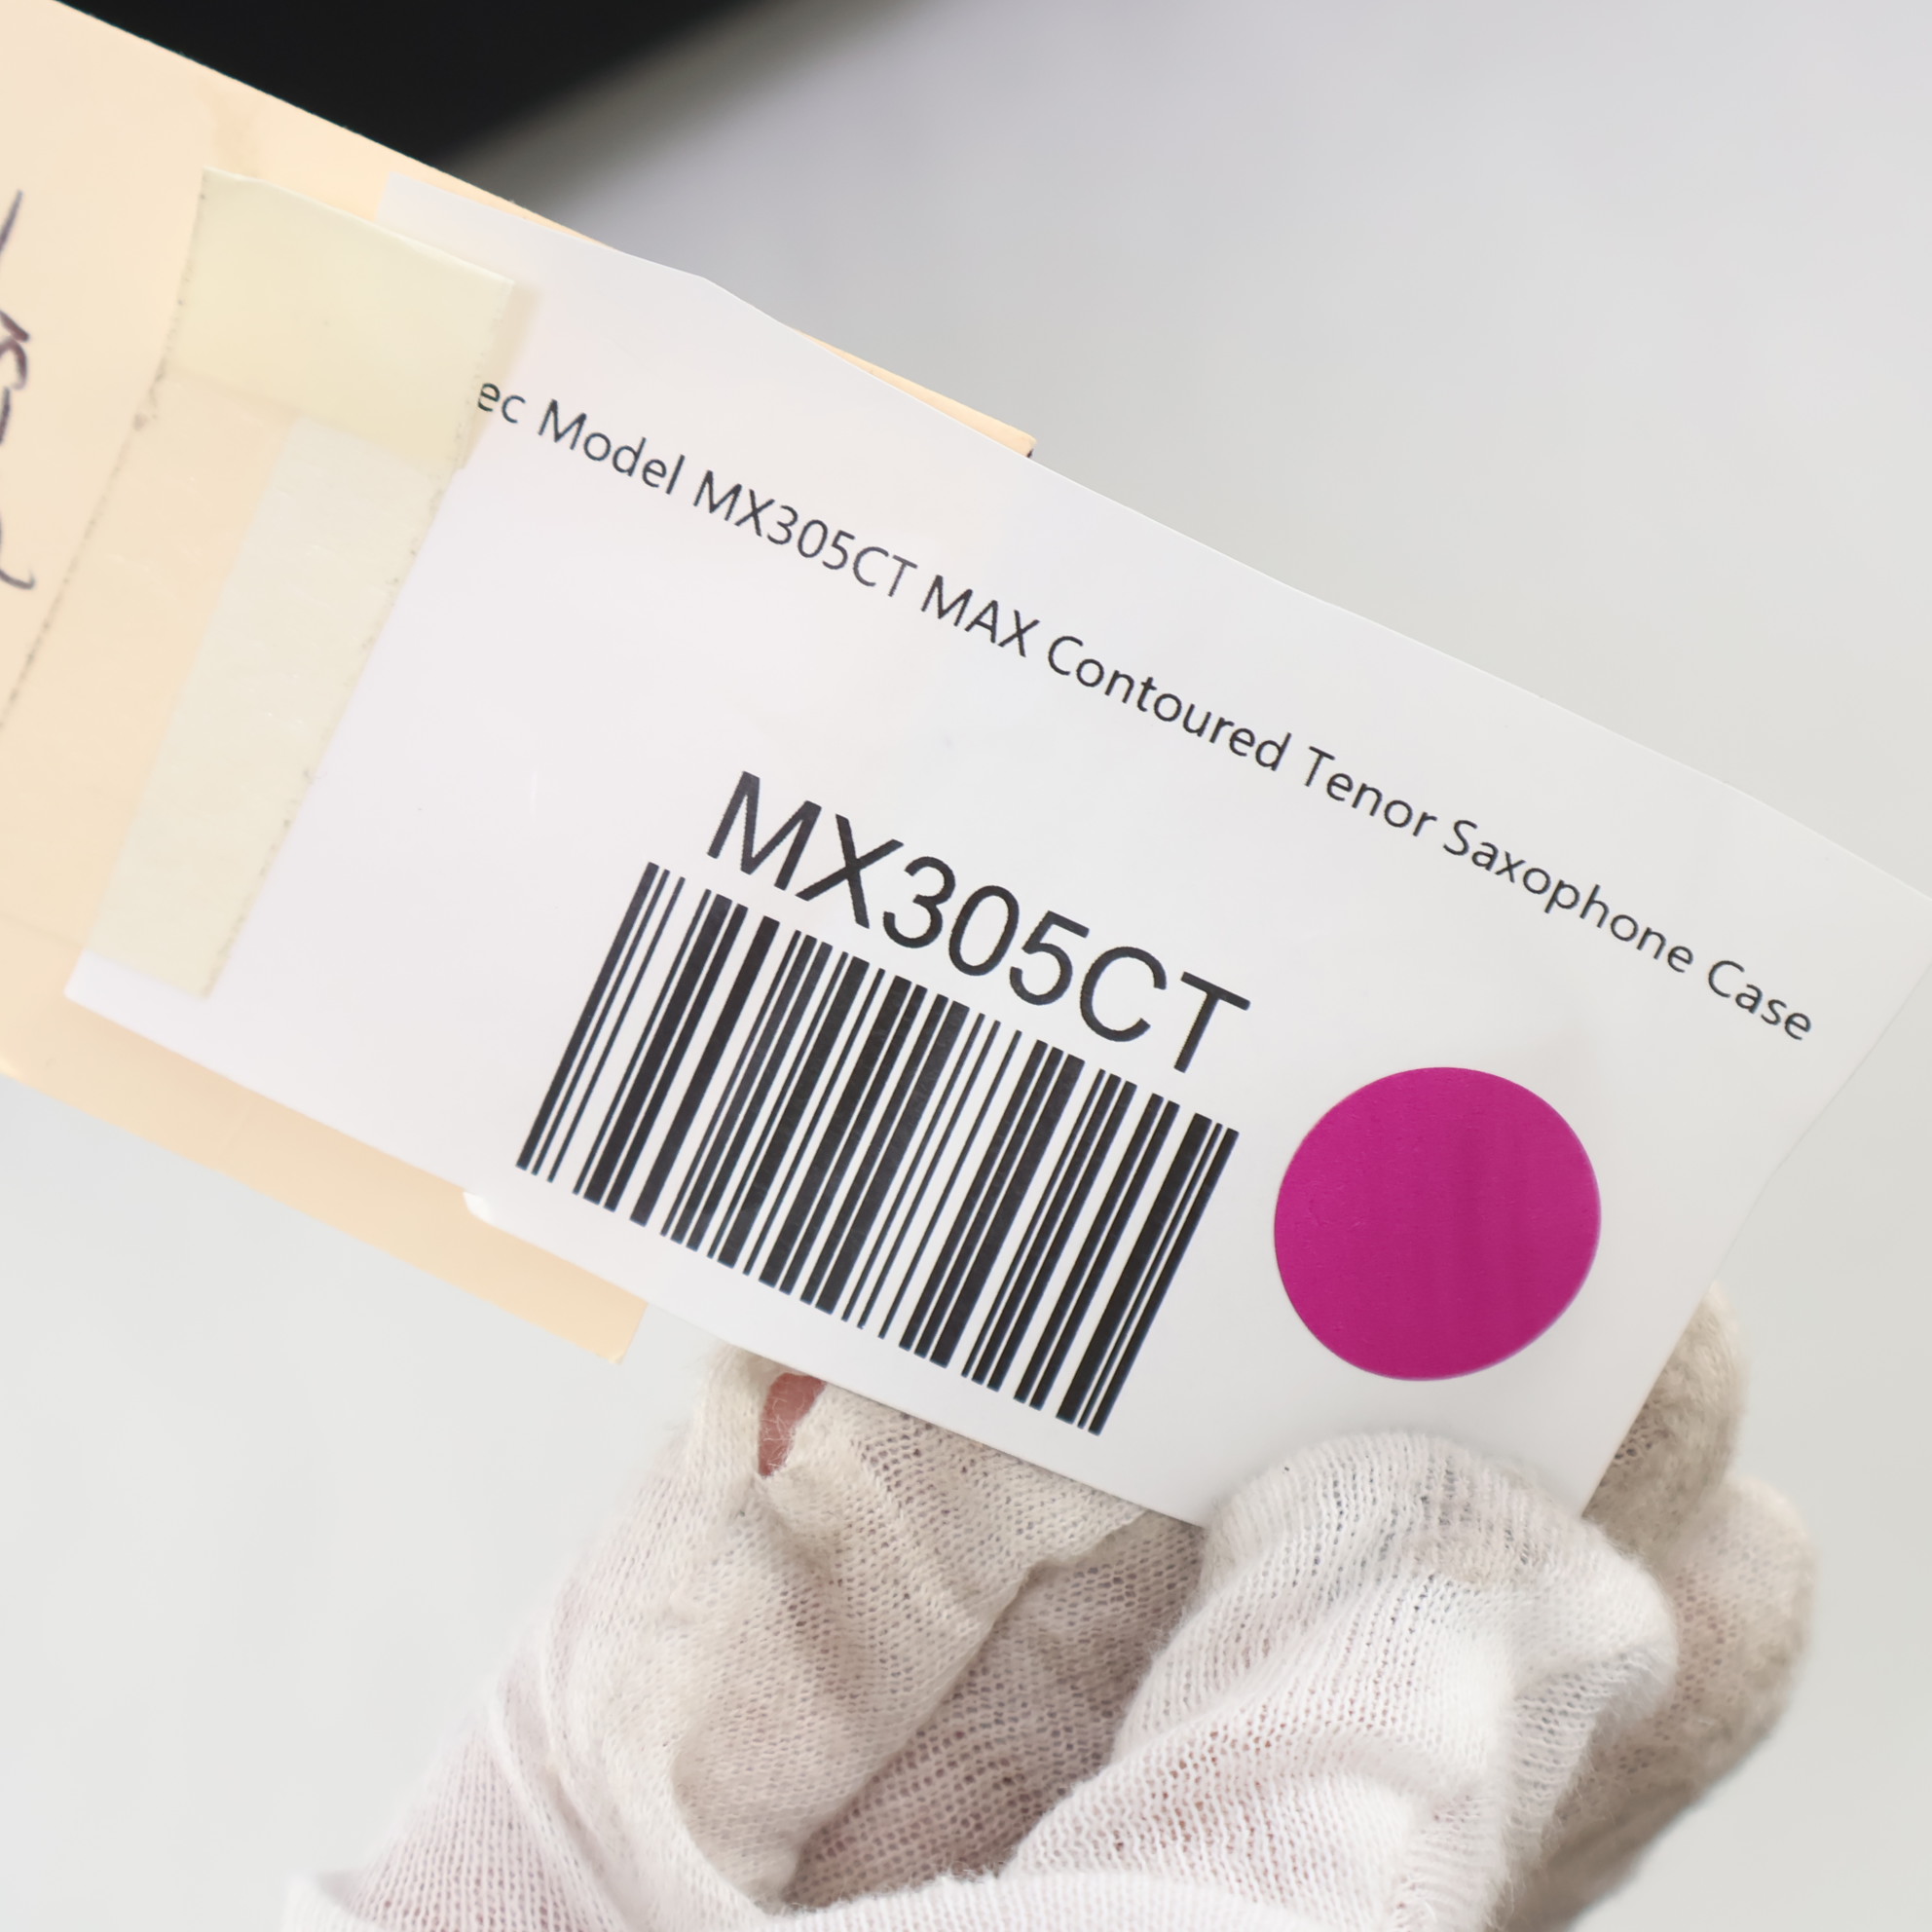 ec Model MX305CT MAX Contoured Tenor Saxophone Case
MX305CT